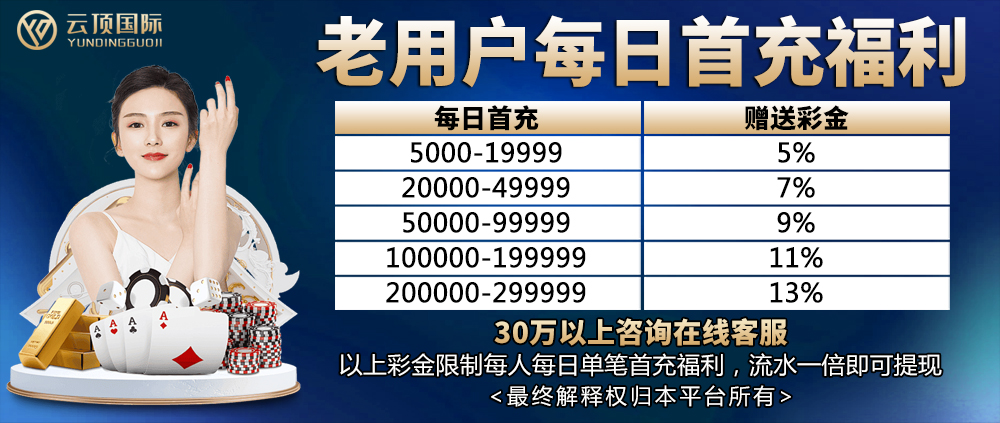 云顶国际
YUNDINGGUOJI
老用户每日首充福利
每日首充 赠送彩金
5000-19999 5%
20000-49999 7%
50000-99999 9%
100000-199999 11%
200000-299999 13%
30万以上咨询在线客服
以上彩金限制每人每日单笔首充福利，流水一倍即可提现
<最终解释权归本平台所有>
A A A A